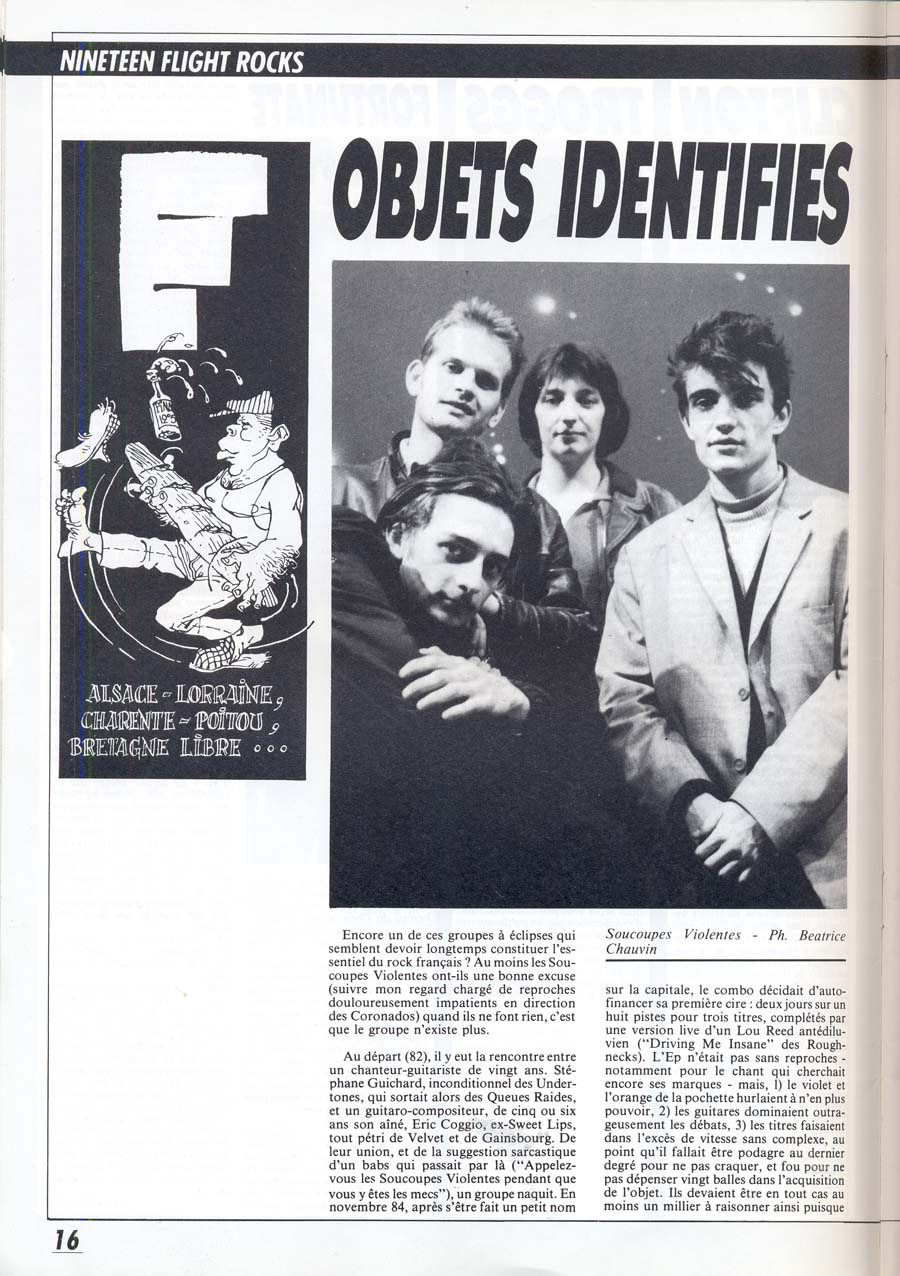 NINETEEN FLIGHT ROCKS
OBJETS IDENTIFIES
F
ALSACE - LORRAINE,
CHARENTE - POITOU,
BRETAGNE LIBRE ...
Encore un de ces groupes à éclipses qui
semblent devoir longtemps constituer l'es-
sentiel du rock français ? Au moins les Sou-
coupes Violentes ont-ils une bonne excuse
(suivre mon regard chargé de reproches
douloureusement impatients en direction
des Coronados) quand ils ne font rien, c'est
que le groupe n'existe plus.
Au départ (82), il y eut la rencontre entre
un chanteur-guitariste de vingt ans. Sté-
phane Guichard, inconditionnel des Under-
tones, qui sortait alors des Queues Raides,
et un guitaro-compositeur, de cinq ou six
ans son aîné, Eric Coggio, ex-Sweet Lips,
tout pétri de Velvet et de Gainsbourg. De
leur union, et de la suggestion sarcastique
d'un babs qui passait par là ("Appelez-
vous les Soucoupes Violentes pendant que
vous y êtes les mecs"), un groupe naquit. En
novembre 84, après s'être fait un petit nom
Soucoupes Violentes - Ph. Beatrice
Chauvin
sur la capitale, le combo décidait d'auto-
financer sa première cire : deux jours sur un
huit pistes pour trois titres, complétés par
une version live d'un Lou Reed antédilu-
vien ("Driving Me Insane" des Rough-
necks). L'Ep n'était pas sans reproches -
notamment pour le chant qui cherchait
encore ses marques - mais, 1) le violet et
l'orange de la pochette hurlaient à n'en plus
pouvoir, 2) les guitares dominaient outra-
geusement les débats, 3) les titres faisaient
dans l'excès de vitesse sans complexe, au
point qu'il fallait être podagre au dernier
degré pour ne pas craquer, et fou pour ne
pas dépenser vingt balles dans l'acquisition
de l'objet. Ils devaient être en tout cas au
moins un millier à raisonner ainsi puisque
16